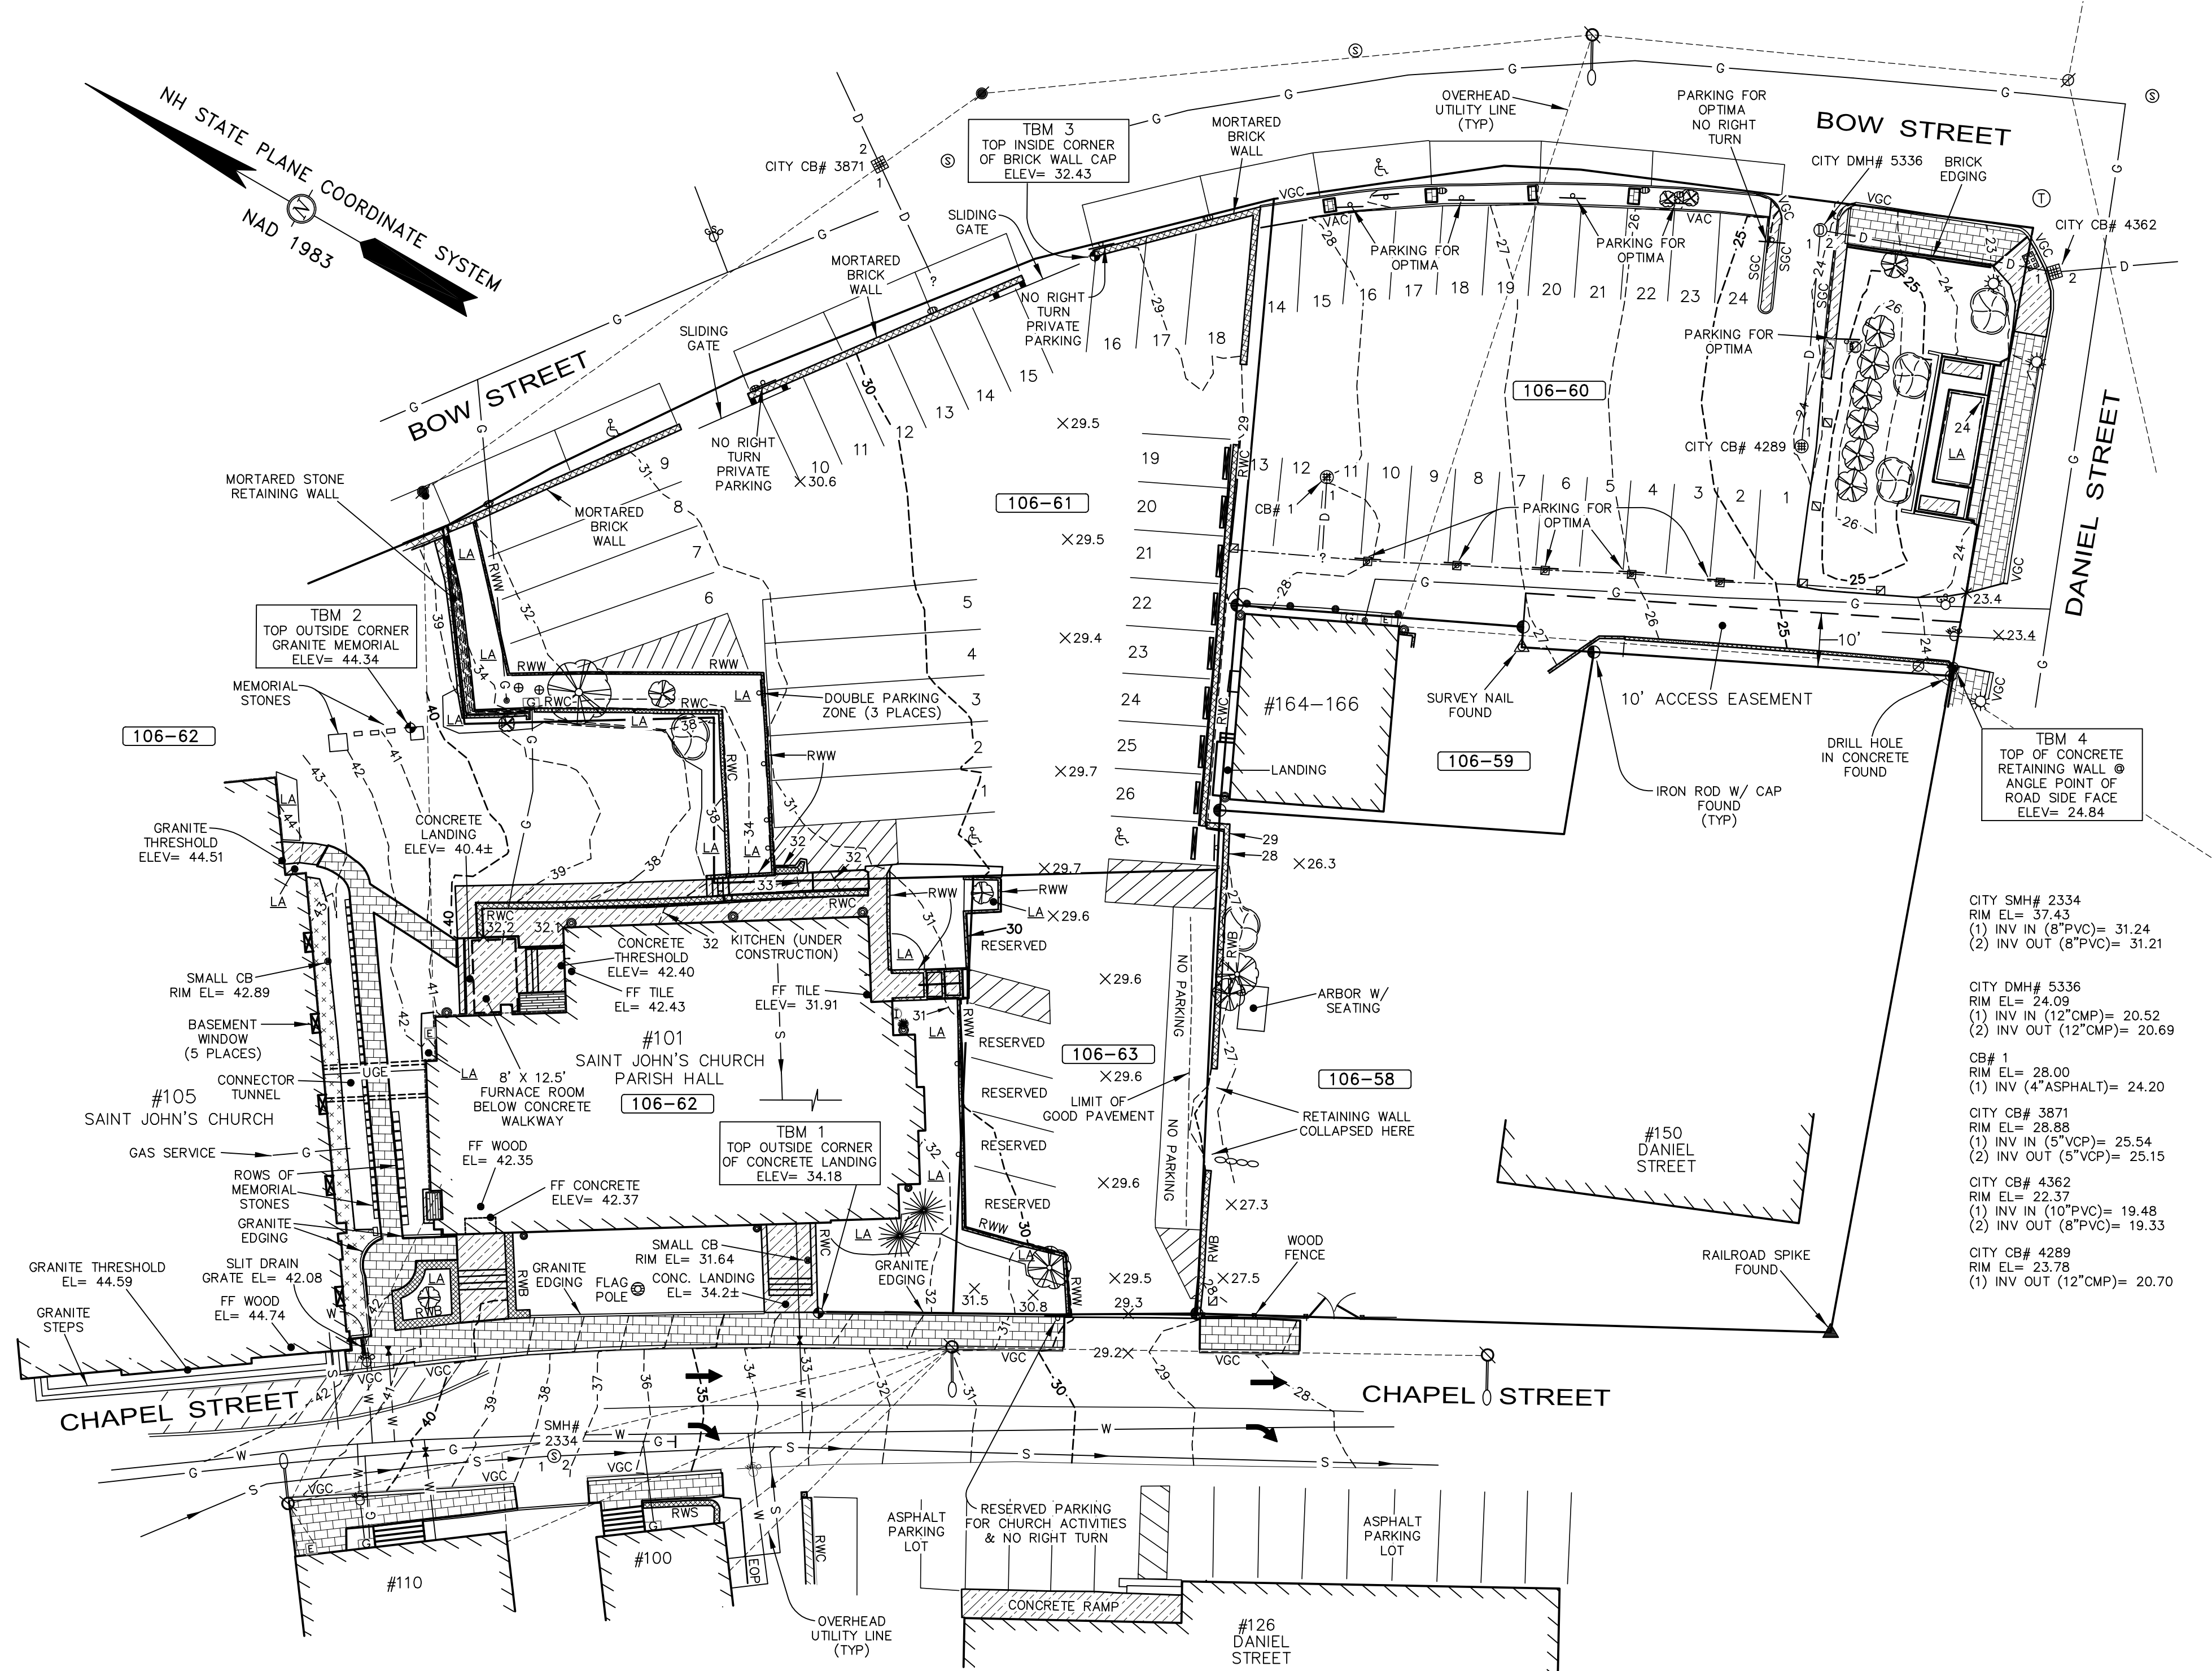 NH STATE PLANE COORDINATE SYSTEM
NAD 1983
N
BOW STREET
BOW STREET
DANIEL STREET
CHAPEL STREET
CHAPEL STREET
CITY CB# 3871
TBM 3
TOP INSIDE CORNER
OF BRICK WALL CAP
ELEV= 32.43
MORTARED
BRICK
WALL
OVERHEAD
UTILITY LINE
(TYP)
PARKING FOR
OPTIMA
NO RIGHT
TURN
CITY DMH# 5336
BRICK
EDGING
CITY CB# 4362
SLIDING
GATE
MORTARED
BRICK
WALL
SLIDING
GATE
NO RIGHT
TURN
PRIVATE
PARKING
PARKING FOR
OPTIMA
PARKING FOR
OPTIMA
PARKING FOR
OPTIMA
NO RIGHT
TURN
PRIVATE
PARKING
MORTARED
BRICK
WALL
MORTARED STONE
RETAINING WALL
106-60
106-61
CITY CB# 4289
CB# 1
PARKING FOR
OPTIMA
TBM 2
TOP OUTSIDE CORNER
GRANITE MEMORIAL
ELEV= 44.34
MEMORIAL
STONES
106-62
DOUBLE PARKING
ZONE (3 PLACES)
#164-166
LANDING
SURVEY NAIL
FOUND
10' ACCESS EASEMENT
10'
106-59
IRON ROD W/ CAP
FOUND
(TYP)
DRILL HOLE
IN CONCRETE
FOUND
TBM 4
TOP OF CONCRETE
RETAINING WALL @
ANGLE POINT OF
ROAD SIDE FACE
ELEV= 24.84
GRANITE
THRESHOLD
ELEV= 44.51
CONCRETE
LANDING
ELEV= 40.4±
SMALL CB
RIM EL= 42.89
BASEMENT
WINDOW
(5 PLACES)
CONNECTOR
TUNNEL
#105
SAINT JOHN'S CHURCH
GAS SERVICE
ROWS OF
MEMORIAL
STONES
GRANITE
EDGING
SLIT DRAIN
GRATE EL= 42.08
GRANITE THRESHOLD
EL= 44.59
FF WOOD
EL= 44.74
GRANITE
STEPS
CONCRETE
THRESHOLD
ELEV= 42.40
FF TILE
EL= 42.43
KITCHEN (UNDER
CONSTRUCTION)
FF TILE
ELEV= 31.91
#101
SAINT JOHN'S CHURCH
PARISH HALL
106-62
8' X 12.5'
FURNACE ROOM
BELOW CONCRETE
WALKWAY
UGE
FF WOOD
EL= 42.35
FF CONCRETE
ELEV= 42.37
TBM 1
TOP OUTSIDE CORNER
OF CONCRETE LANDING
ELEV= 34.18
GRANITE
EDGING
FLAG
POLE
SMALL CB
RIM EL= 31.64
CONC. LANDING
EL= 34.2±
GRANITE
EDGING
RESERVED
RESERVED
RESERVED
RESERVED
RESERVED
106-63
LIMIT OF
GOOD PAVEMENT
NO PARKING
NO PARKING
ARBOR W/
SEATING
106-58
RETAINING WALL
COLLAPSED HERE
WOOD
FENCE
#150
DANIEL
STREET
RAILROAD SPIKE
FOUND
SMH#
2334
#110
#100
RWS
EOP
RWC
OVERHEAD
UTILITY LINE
(TYP)
ASPHALT
PARKING
LOT
RESERVED PARKING
FOR CHURCH ACTIVITIES
& NO RIGHT TURN
CONCRETE RAMP
ASPHALT
PARKING
LOT
#126
DANIEL
STREET
CITY SMH# 2334
RIM EL= 37.43
(1) INV IN (8"PVC)= 31.24
(2) INV OUT (8"PVC)= 31.21
CITY DMH# 5336
RIM EL= 24.09
(1) INV IN (12"CMP)= 20.52
(2) INV OUT (12"CMP)= 20.69
CB# 1
RIM EL= 28.00
(1) INV (4"ASPHALT)= 24.20
CITY CB# 3871
RIM EL= 28.88
(1) INV IN (5"VCP)= 25.54
(2) INV OUT (5"VCP)= 25.15
CITY CB# 4362
RIM EL= 22.37
(1) INV IN (10"PVC)= 19.48
(2) INV OUT (8"PVC)= 19.33
CITY CB# 4289
RIM EL= 23.78
(1) INV OUT (12"CMP)= 20.70